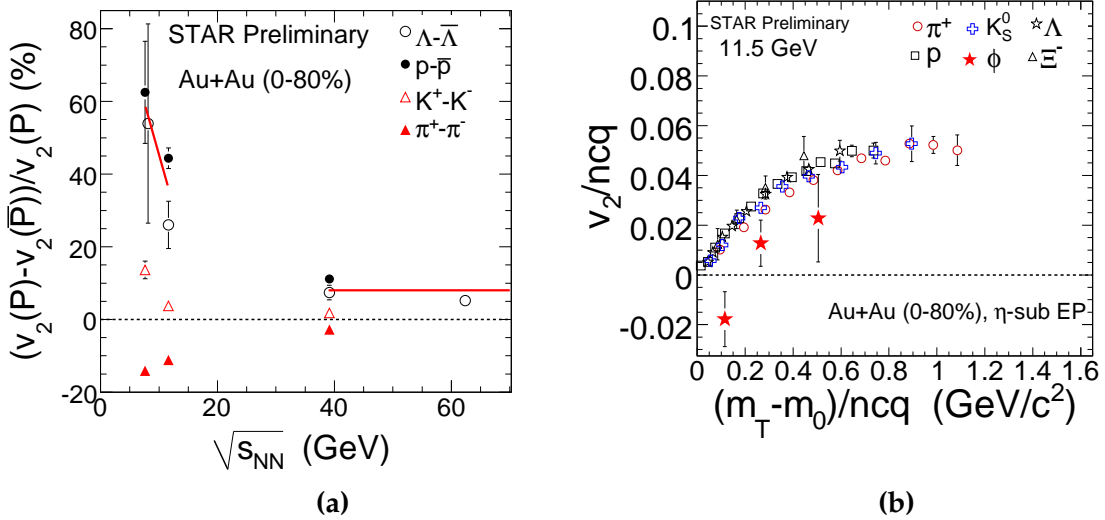 (v2(P)-v2(P̅))/v2(P) (%)
80
60
40
20
0
-20
STAR Preliminary
Au+Au (0-80%)
Λ-Λ̅
p-p̅
K+-K-
π+-π-
0 20 40 60
√sNN (GeV)
(a)
v2/ncq
0.1
0.08
0.06
0.04
0.02
0
-0.02
STAR Preliminary
11.5 GeV
π+ K0S Λ
p ϕ Ξ-
Au+Au (0-80%), η-sub EP
0 0.2 0.4 0.6 0.8 1 1.2 1.4 1.6
(mT-m0)/ncq (GeV/c2)
(b)